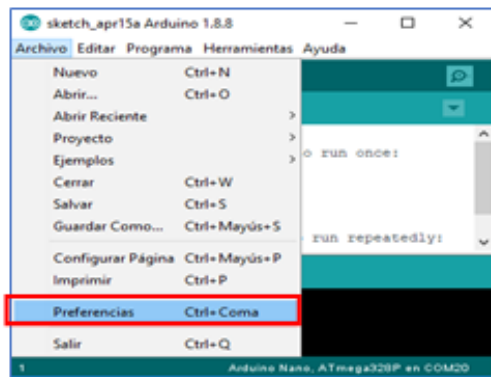 sketch_apr15a Arduino 1.8.8
Archivo Editar Programa Herramientas Ayuda
Nuevo Ctrl+N
Abrir... Ctrl+O
Abrir Reciente >
Proyecto >
Ejemplos >
o run once:
Cerrar Ctrl+W
Salvar Ctrl+S
Guardar Como... Ctrl+Mayús+S
run repeatedly:
Configurar Página Ctrl+Mayús+P
Imprimir Ctrl+P
Preferencias Ctrl+Coma
Salir Ctrl+Q
1 Arduino Nano, ATmega328P en COM20